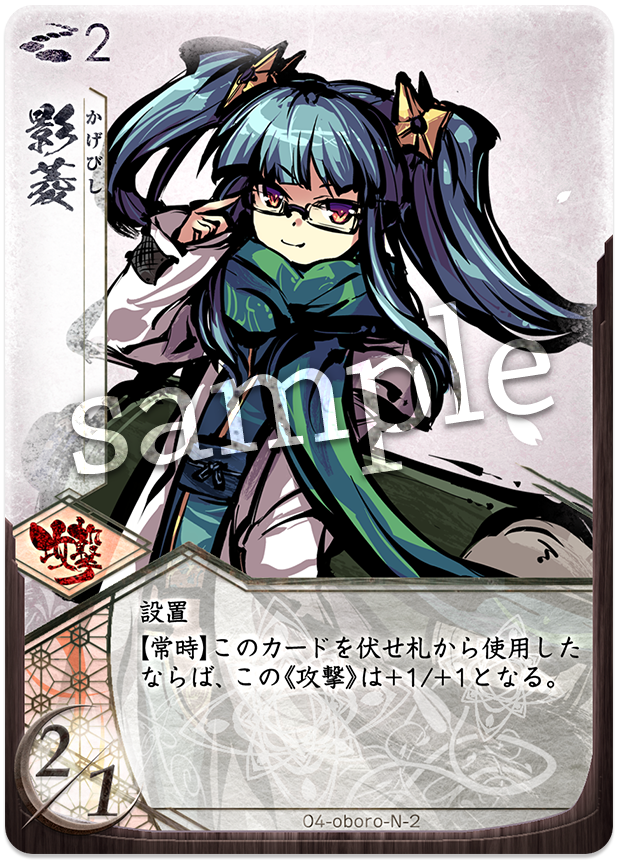 2
影菱
かげびし
sample
攻撃
設置
【常時】このカードを伏せ札から使用した
ならば、この《攻撃》は+1/+1となる。
2/1
04-oboro-N-2